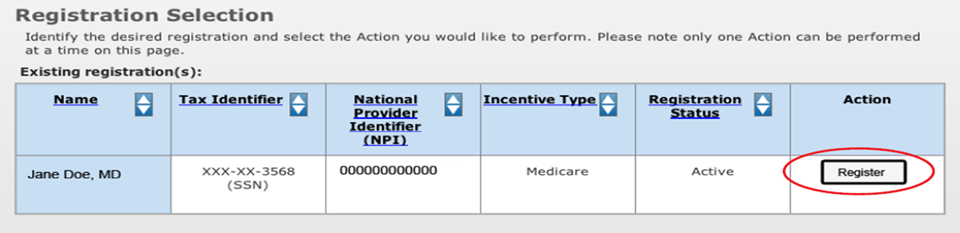 Registration Selection
Identify the desired registration and select the Action you would like to perform. Please note only one Action can be performed
at a time on this page.
Existing registration(s):
Name Tax Identifier National Provider Identifier (NPI) Incentive Type Registration Status Action
Jane Doe, MD XXX-XX-3568 (SSN) 000000000000 Medicare Active Register